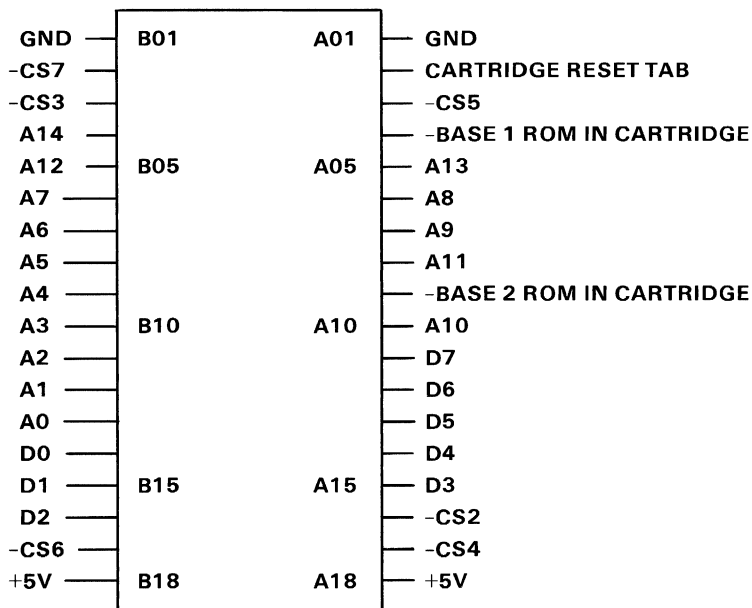 GND B01 A01 GND
-CS7 CARTRIDGE RESET TAB
-CS3 -CS5
A14 -BASE 1 ROM IN CARTRIDGE
A12 B05 A05 A13
A7 A8
A6 A9
A5 A11
A4 -BASE 2 ROM IN CARTRIDGE
A3 B10 A10 A10
A2 D7
A1 D6
A0 D5
D0 D4
D1 B15 A15 D3
D2 -CS2
-CS6 -CS4
+5V B18 A18 +5V